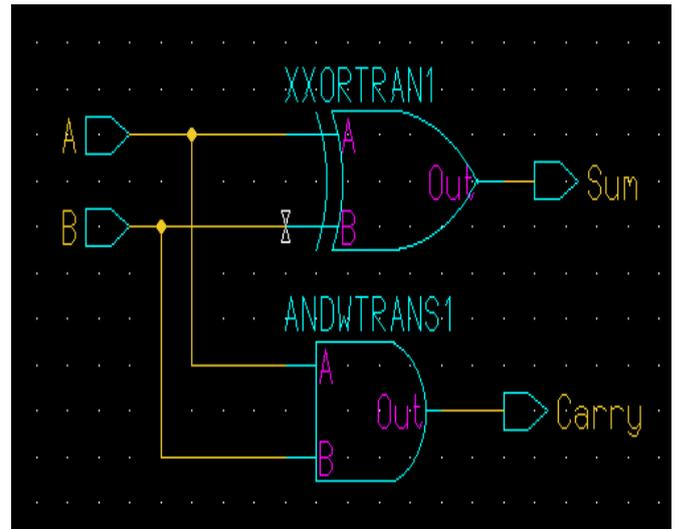 XXORTRAN1
A
A
Out
Sum
B
B
ANDWTRANS1
A
Out
Carry
B